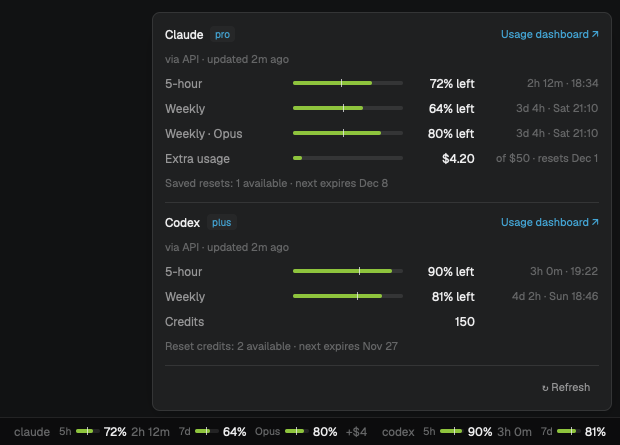 Claude pro Usage dashboard ↗
via API · updated 2m ago
5-hour 72% left 2h 12m · 18:34
Weekly 64% left 3d 4h · Sat 21:10
Weekly · Opus 80% left 3d 4h · Sat 21:10
Extra usage $4.20 of $50 · resets Dec 1
Saved resets: 1 available · next expires Dec 8
Codex plus Usage dashboard ↗
via API · updated 2m ago
5-hour 90% left 3h 0m · 19:22
Weekly 81% left 4d 2h · Sun 18:46
Credits 150
Reset credits: 2 available · next expires Nov 27
↻ Refresh
claude 5h 72% 2h 12m 7d 64% Opus 80% +$4 codex 5h 90% 3h 0m 7d 81%